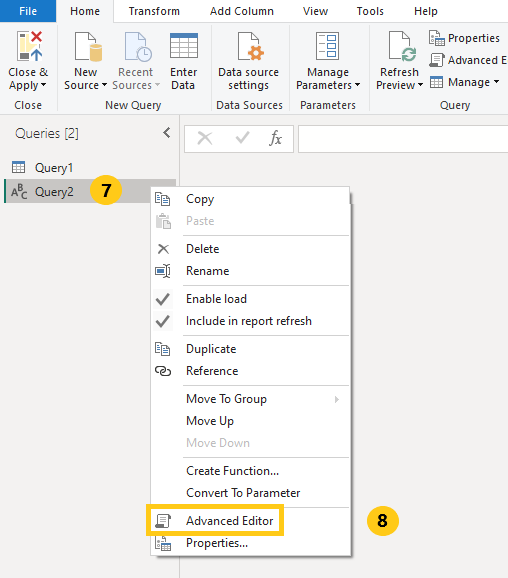 File Home Transform Add Column View Tools Help
Close & Apply
New Source
Recent Sources
Enter Data
Data source settings
Manage Parameters
Refresh Preview
Properties
Advanced E
Manage
Close New Query Data Sources Parameters Query
Queries [2]
fx
Query1
ABC Query2 7
Copy
Paste
Delete
Rename
Enable load
Include in report refresh
Duplicate
Reference
Move To Group
Move Up
Move Down
Create Function...
Convert To Parameter
Advanced Editor 8
Properties...